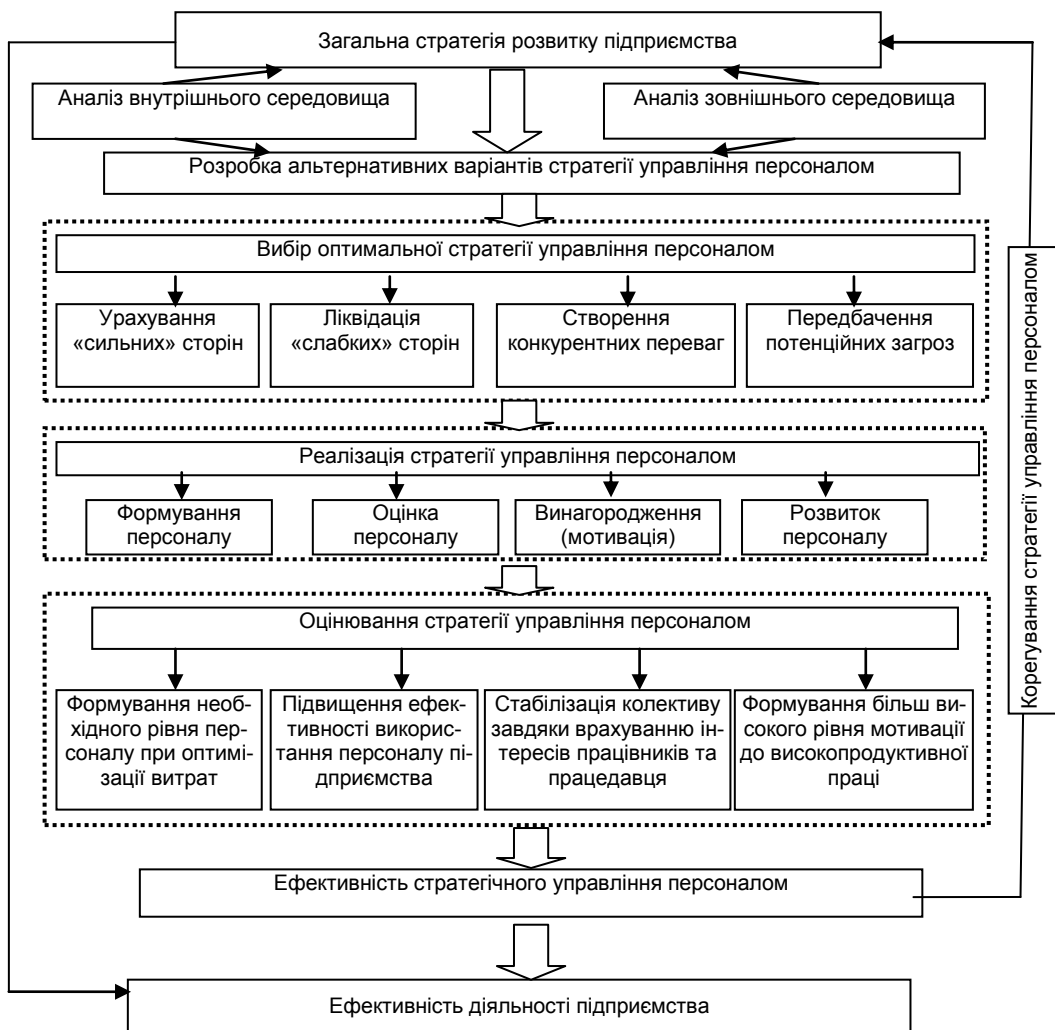 Загальна стратегія розвитку підприємства
Аналіз внутрішнього середовища
Аналіз зовнішнього середовища
Розробка альтернативних варіантів стратегії управління персоналом
Вибір оптимальної стратегії управління персоналом
Урахування
«сильних» сторін
Ліквідація
«слабких» сторін
Створення
конкурентних переваг
Передбачення
потенційних загроз
Реалізація стратегії управління персоналом
Формування
персоналу
Оцінка
персоналу
Винагородження
(мотивація)
Розвиток
персоналу
Оцінювання стратегії управління персоналом
Формування необ-
хідного рівня
персоналу при оптимі-
зації витрат
Підвищення ефек-
тивності викорис-
тання персоналу пі-
дприємства
Стабілізація колективу
завдяки врахуванню ін-
тересів працівників та
працедавця
Формування більш ви-
сокого рівня мотивації
до високопродуктивної
праці
Ефективність стратегічного управління персоналом
Ефективність діяльності підприємства
Корегування стратегії управління персоналом